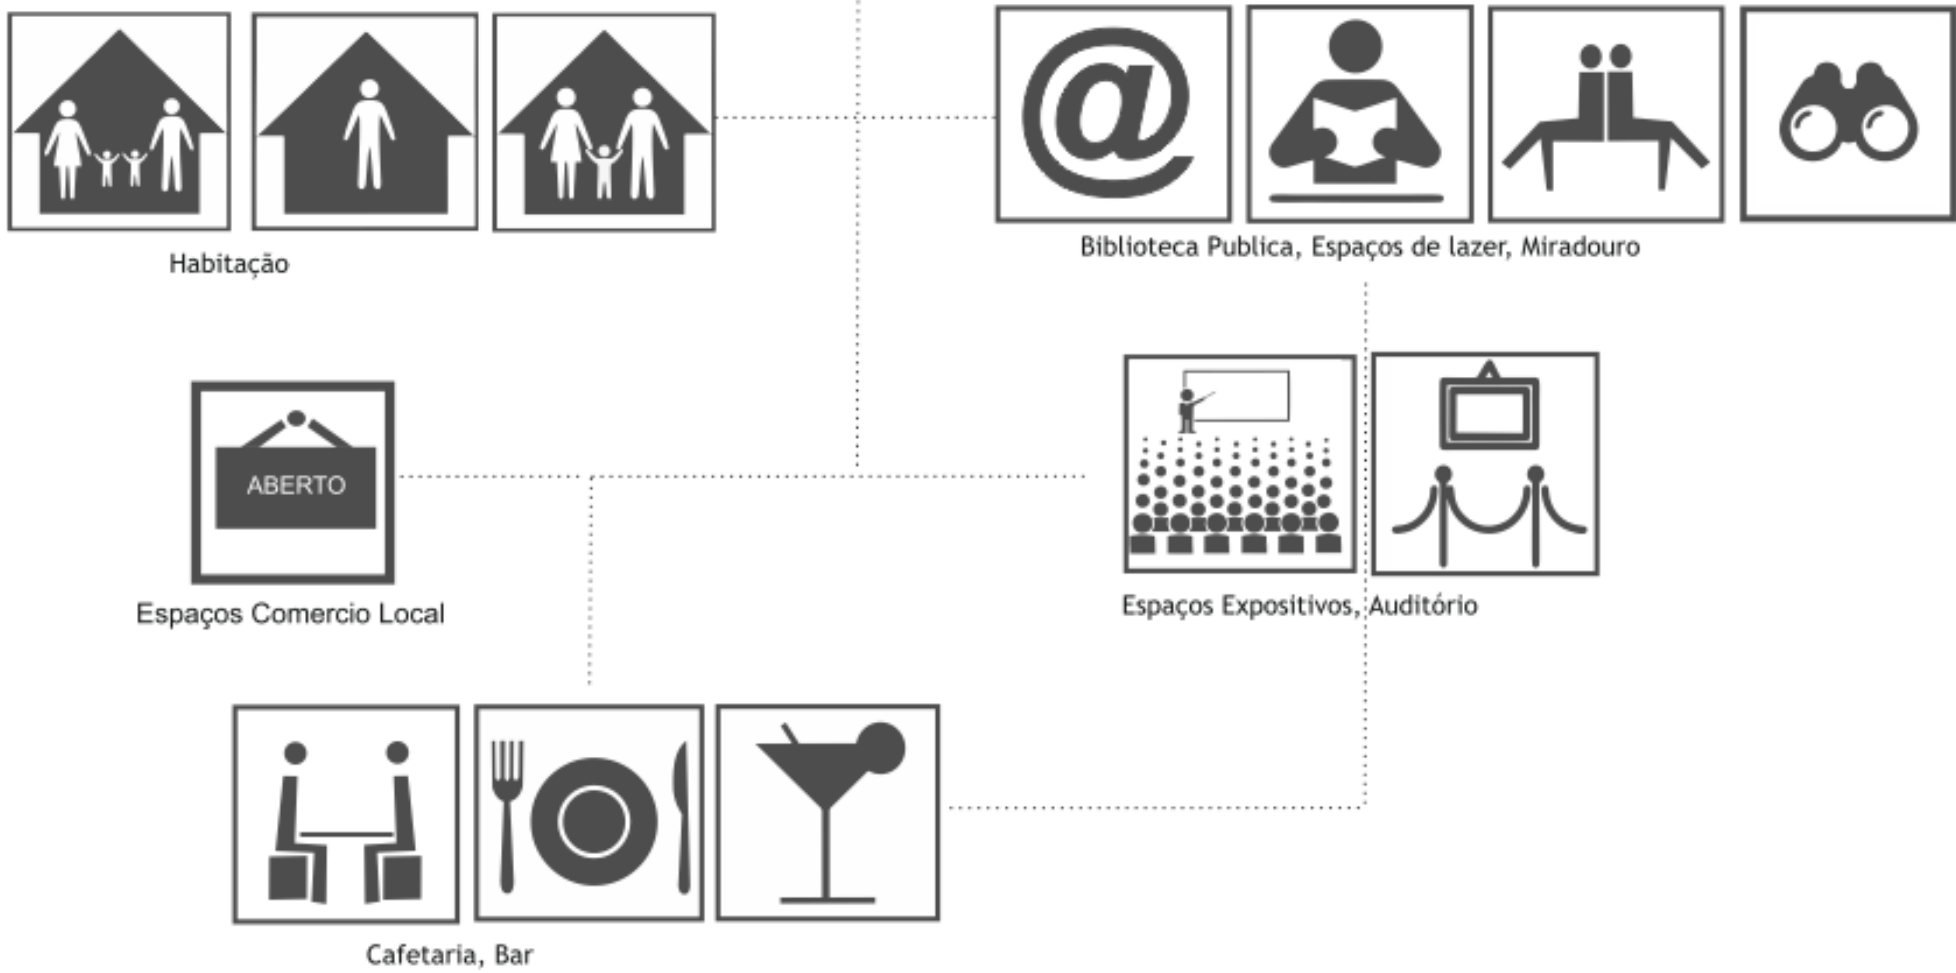 Habitação
@
Biblioteca Publica, Espaços de lazer, Miradouro
ABERTO
Espaços Comercio Local
Espaços Expositivos, Auditório
Cafetaria, Bar